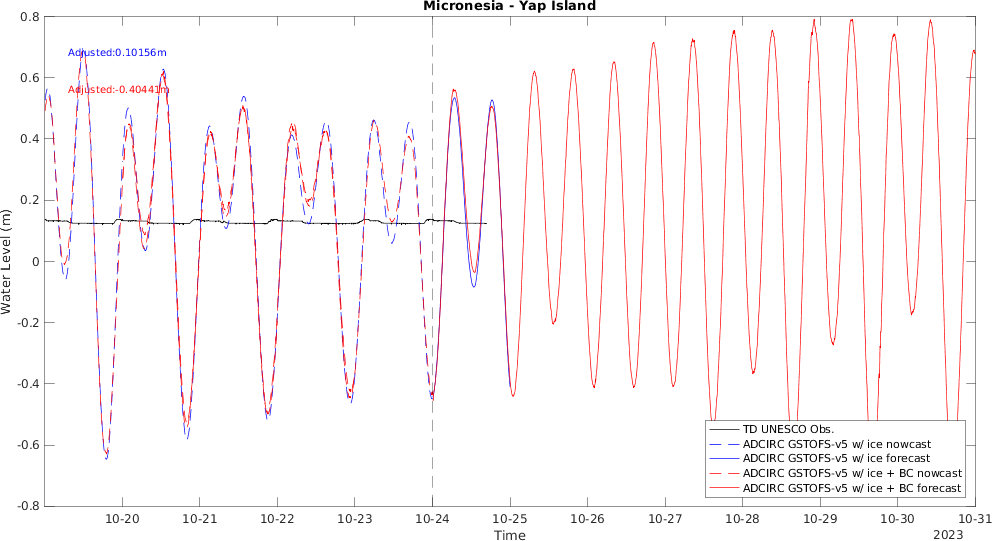 Micronesia - Yap Island
Adjusted:0.10156m
Adjusted:-0.40441m
Water Level (m)
0.8
0.6
0.4
0.2
0
-0.2
-0.4
-0.6
-0.8
TD UNESCO Obs.
ADCIRC GSTOFS-v5 w/ ice nowcast
ADCIRC GSTOFS-v5 w/ ice forecast
ADCIRC GSTOFS-v5 w/ ice + BC nowcast
ADCIRC GSTOFS-v5 w/ ice + BC forecast
10-20 10-21 10-22 10-23 10-24 10-25 10-26 10-27 10-28 10-29 10-30 10-31
Time
2023